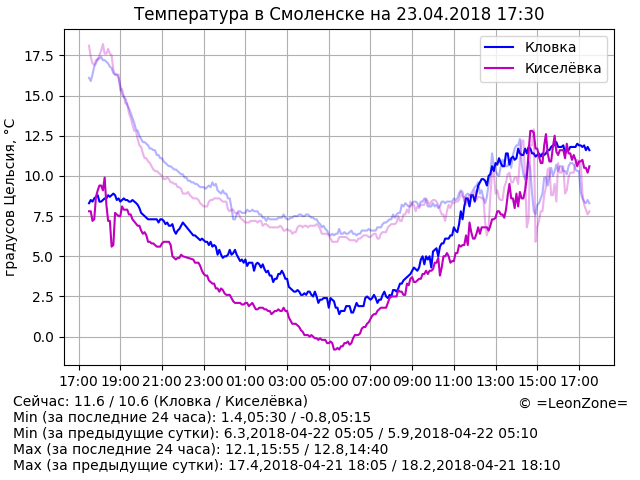 Температура в Смоленске на 23.04.2018 17:30
Кловка
Киселёвка
градусов Цельсия, °C
17.5
15.0
12.5
10.0
7.5
5.0
2.5
0.0
17:00 19:00 21:00 23:00 01:00 03:00 05:00 07:00 09:00 11:00 13:00 15:00 17:00
Сейчас: 11.6 / 10.6 (Кловка / Киселёвка)
© =LeonZone=
Min (за последние 24 часа): 1.4,05:30 / -0.8,05:15
Min (за предыдущие сутки): 6.3,2018-04-22 05:05 / 5.9,2018-04-22 05:10
Max (за последние 24 часа): 12.1,15:55 / 12.8,14:40
Max (за предыдущие сутки): 17.4,2018-04-21 18:05 / 18.2,2018-04-21 18:10